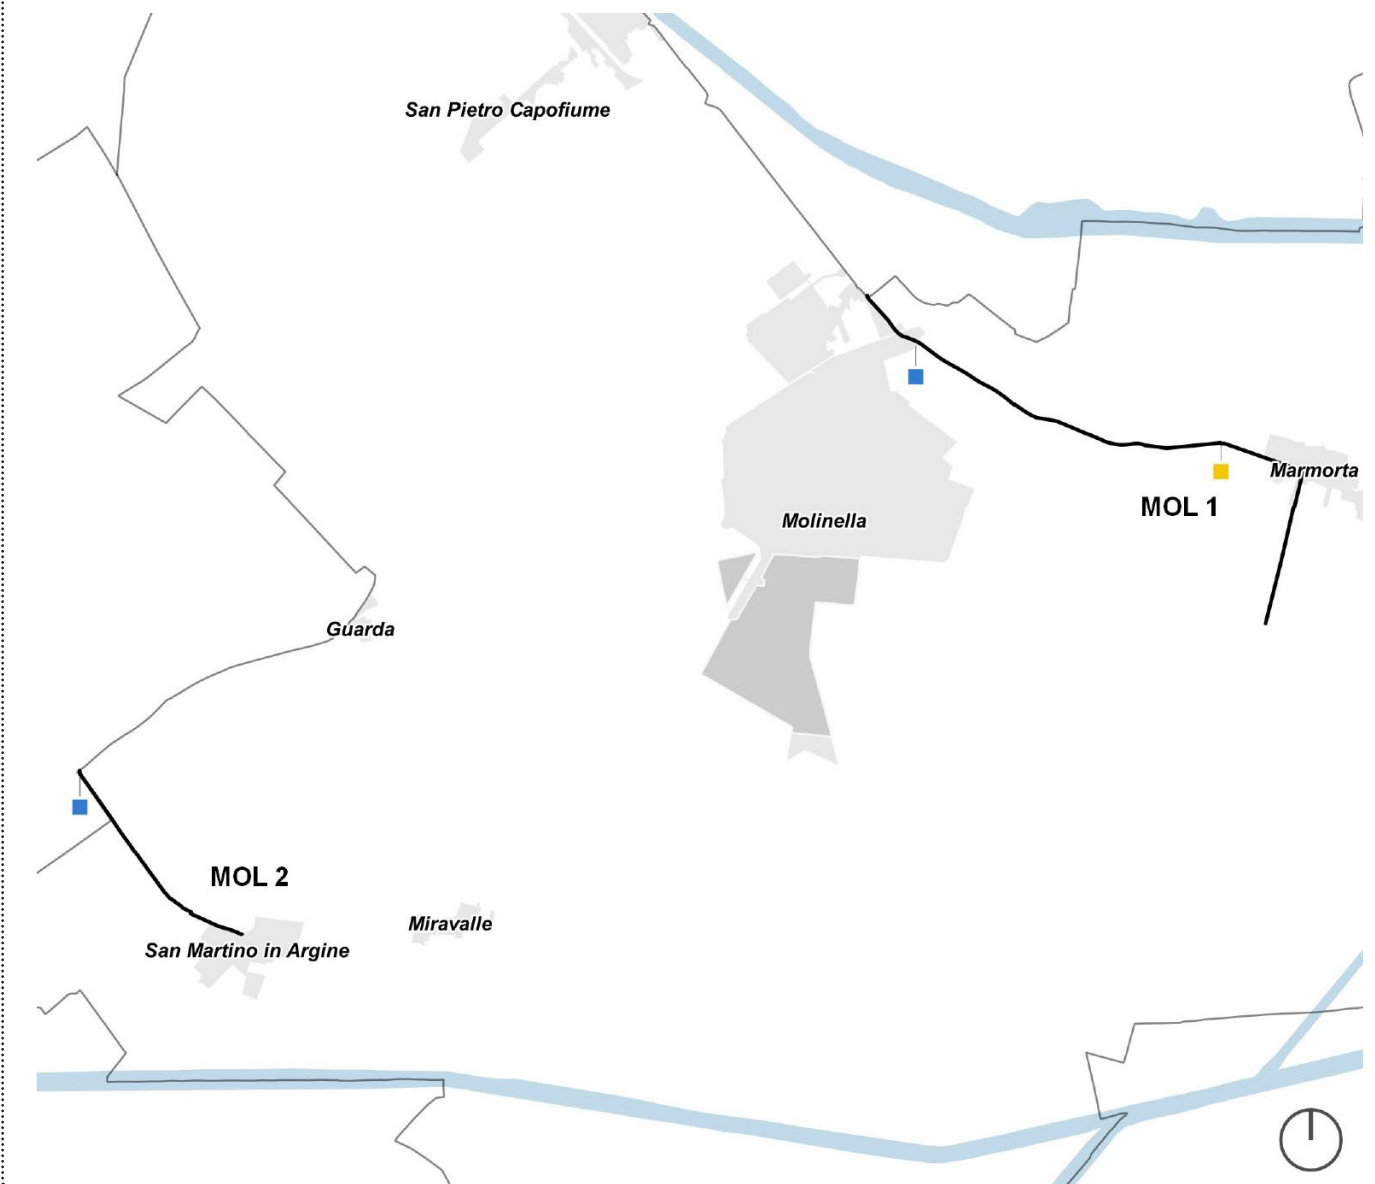 San Pietro Capofiume
Marmorta
MOL 1
Molinella
Guarda
MOL 2
Miravalle
San Martino in Argine